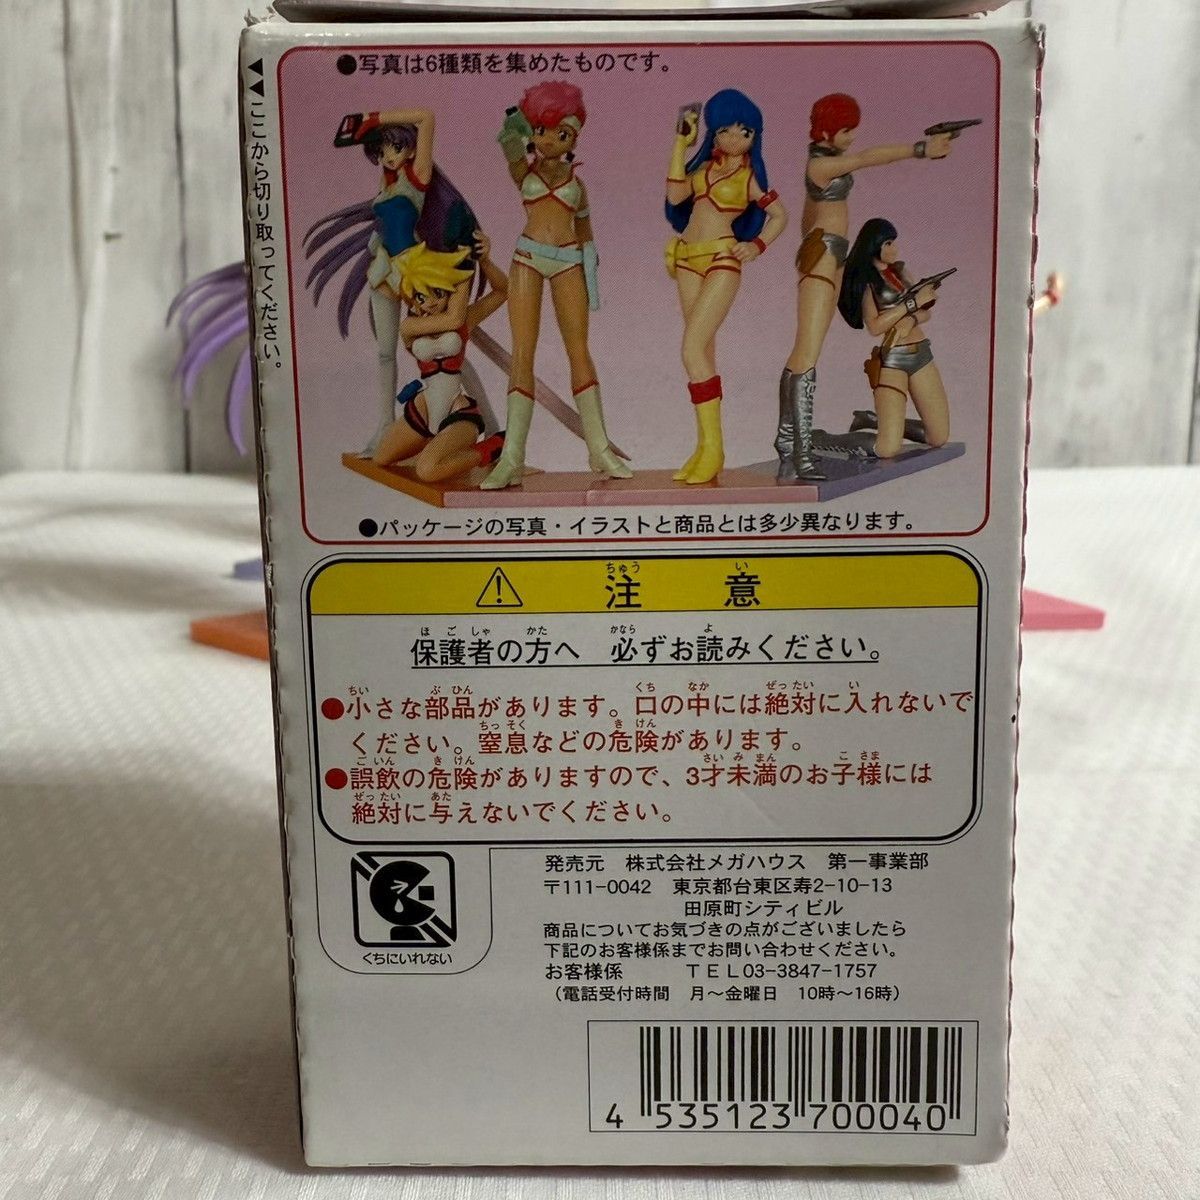 ●写真は6種類を集めたものです。
◀◀ここから切り取ってください。
●パッケージの写真・イラストと商品とは多少異なります。
ちゅう い
注意
ほごしゃ かた かなら よ
保護者の方へ 必ずお読みください。
ちい ぶひん くち なか ぜったい い
●小さな部品があります。口の中には絶対に入れないで
ちっそく きけん
ください。窒息などの危険があります。
ごいん きけん さいみまん こさま
●誤飲の危険がありますので、3才未満のお子様には
ぜったい あた
絶対に与えないでください。
くちにいれない
発売元 株式会社メガハウス 第一事業部
〒111-0042 東京都台東区寿2-10-13
田原町シティビル
商品についてお気づきの点がございましたら
下記のお客様係までお問い合わせください。
お客様係 TEL03-3847-1757
（電話受付時間 月～金曜日 10時～16時）
4 535123 700040